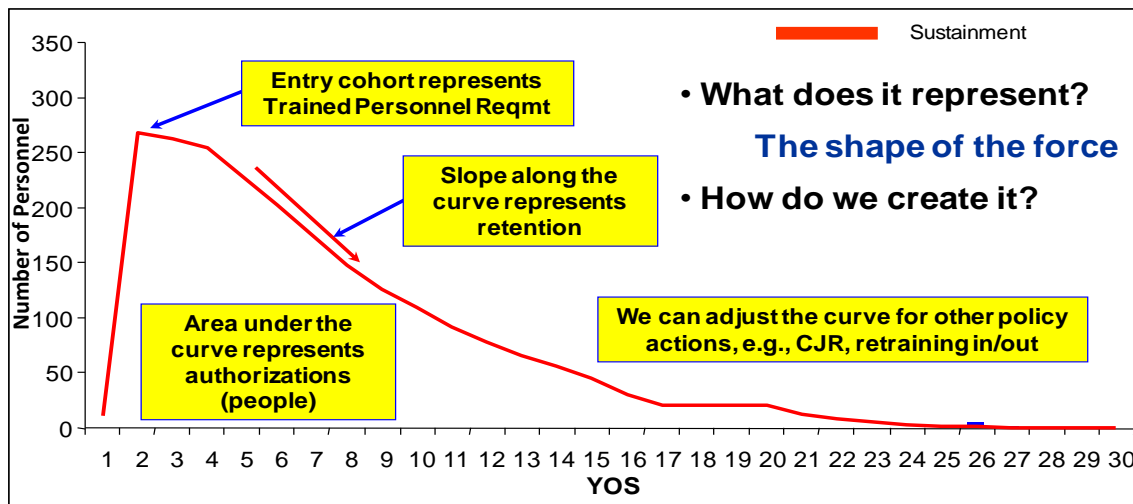 Sustainment
• What does it represent?
The shape of the force
• How do we create it?
Entry cohort represents
Trained Personnel Reqmt
Slope along the
curve represents
retention
Area under the
curve represents
authorizations
(people)
We can adjust the curve for other policy
actions, e.g., CJR, retraining in/out
Number of Personnel
350
300
250
200
150
100
50
0
1 2 3 4 5 6 7 8 9 10 11 12 13 14 15 16 17 18 19 20 21 22 23 24 25 26 27 28 29 30
YOS